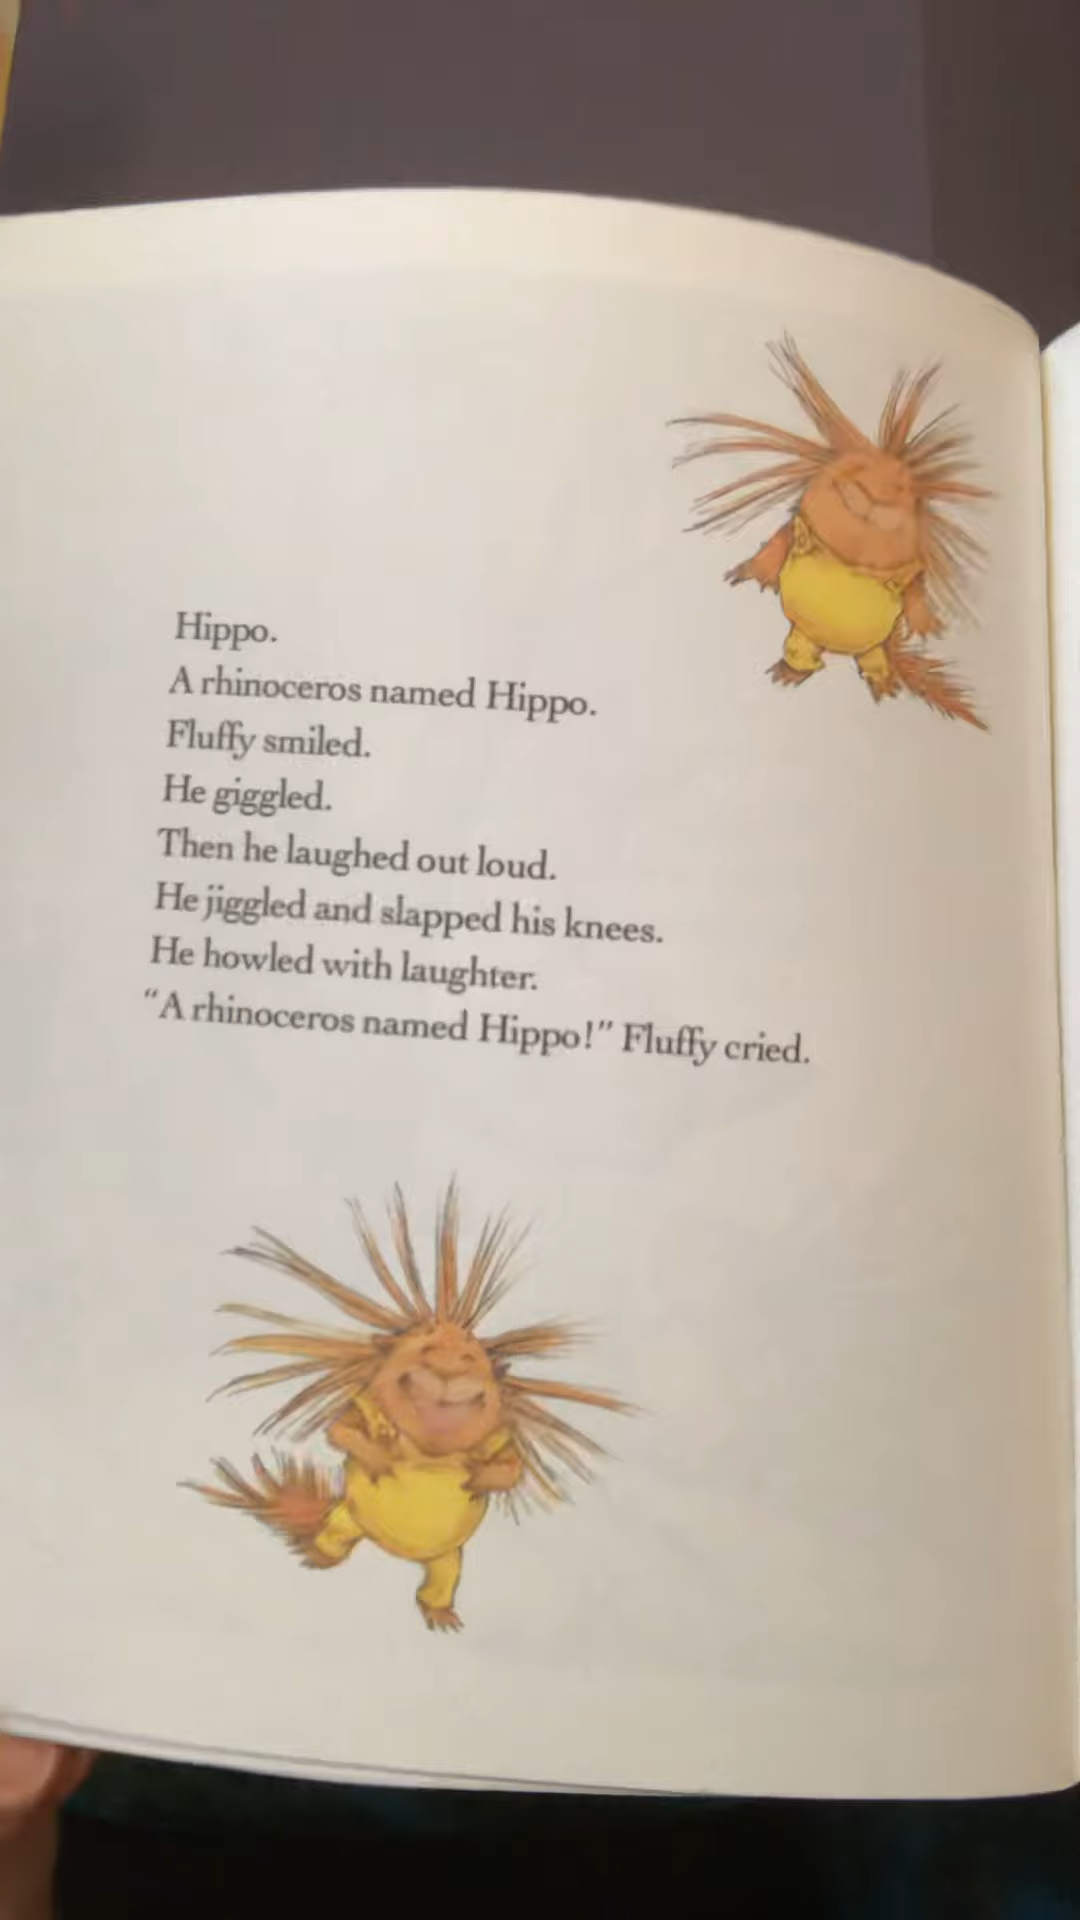 Hippo.
A rhinoceros named Hippo.
Fluffy smiled.
He giggled.
Then he laughed out loud.
He jiggled and slapped his knees.
He howled with laughter.
“A rhinoceros named Hippo!” Fluffy cried.